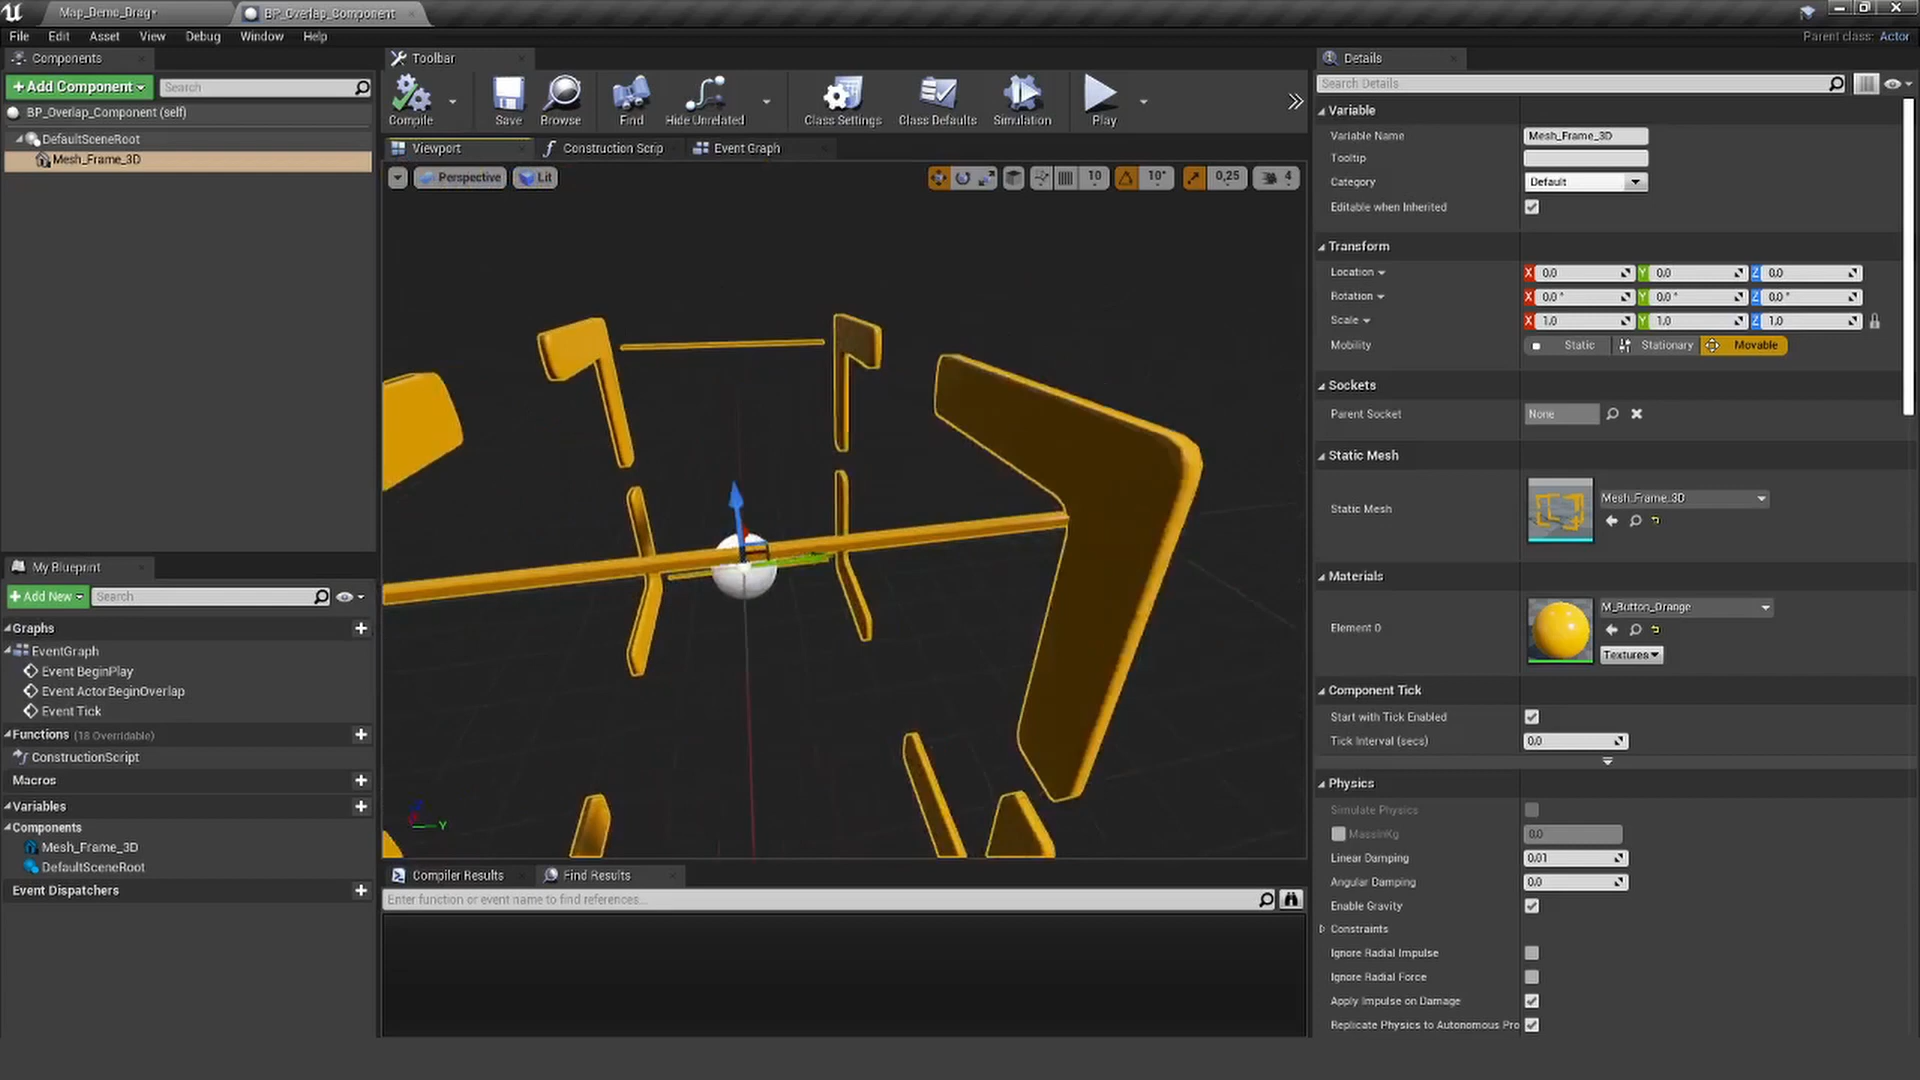 Map_Demo_Drag*
BP_Overlap_Component
File Edit Asset View Debug Window Help
Parent class: Actor
Components
+Add Component
Search
BP_Overlap_Component (self)
DefaultSceneRoot
Mesh_Frame_3D
Toolbar
Compile
Save
Browse
Find
Hide Unrelated
Class Settings
Class Defaults
Simulation
Play
Viewport
Construction Scrip
Event Graph
Perspective
Lit
10
10°
0,25
4
Y
My Blueprint
+Add New
Search
Graphs
EventGraph
Event BeginPlay
Event ActorBeginOverlap
Event Tick
Functions (18 Overridable)
ConstructionScript
Macros
Variables
Components
Mesh_Frame_3D
DefaultSceneRoot
Event Dispatchers
Compiler Results
Find Results
Enter function or event name to find references...
Details
Search Details
Variable
Variable Name Mesh_Frame_3D
Tooltip
Category Default
Editable when Inherited
Transform
Location X 0.0 Y 0.0 Z 0.0
Rotation X 0.0 ° Y 0.0 ° Z 0.0 °
Scale X 1.0 Y 1.0 Z 1.0
Mobility Static Stationary Movable
Sockets
Parent Socket None
Static Mesh
Static Mesh Mesh_Frame_3D
Materials
Element 0 M_Button_Orange
Textures
Component Tick
Start with Tick Enabled
Tick Interval (secs) 0.0
Physics
Simulate Physics
MassInKg 0.0
Linear Damping 0.01
Angular Damping 0.0
Enable Gravity
Constraints
Ignore Radial Impulse
Ignore Radial Force
Apply Impulse on Damage
Replicate Physics to Autonomous Pro